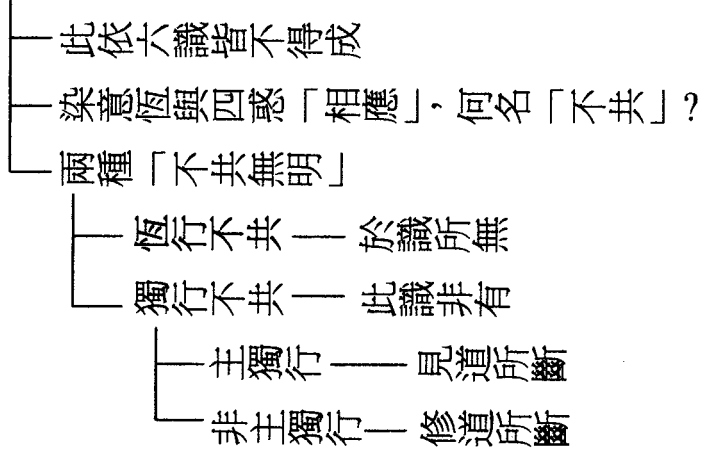 此依六識皆不得成
染意恆與四惑「相應」，何名「不共」？
兩種「不共無明」
恆行不共 — 於識所無
獨行不共 — 此識非有
主獨行 — 見道所斷
非主獨行 — 修道所斷